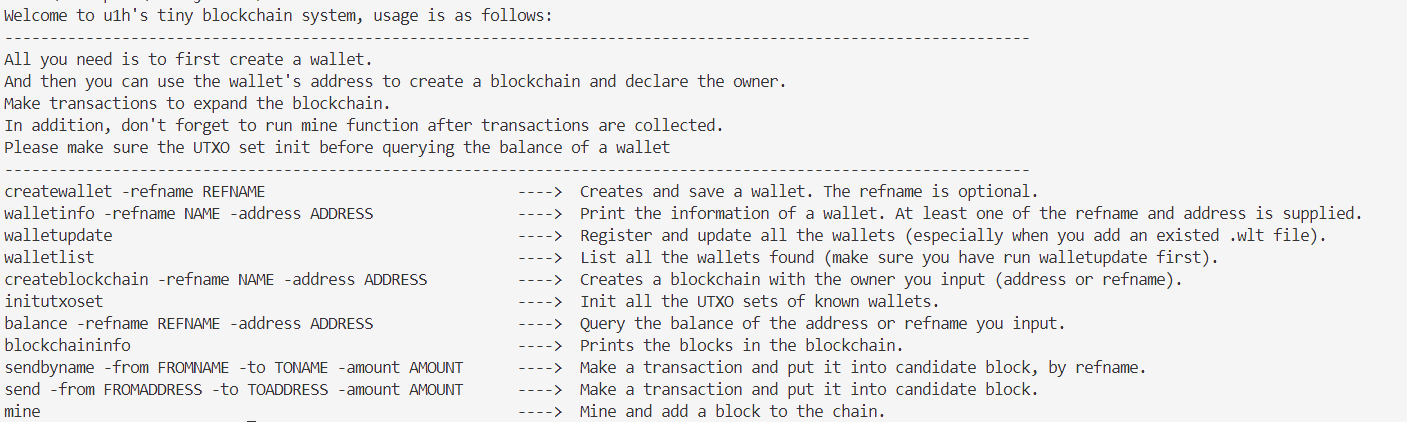 Welcome to u1h's tiny blockchain system, usage is as follows:
------------------------------------------------------------------------------------------------------------------
All you need is to first create a wallet.
And then you can use the wallet's address to create a blockchain and declare the owner.
Make transactions to expand the blockchain.
In addition, don't forget to run mine function after transactions are collected.
Please make sure the UTXO set init before querying the balance of a wallet
------------------------------------------------------------------------------------------------------------------
createwallet -refname REFNAME ----> Creates and save a wallet. The refname is optional.
walletinfo -refname NAME -address ADDRESS ----> Print the information of a wallet. At least one of the refname and address is supplied.
walletupdate ----> Register and update all the wallets (especially when you add an existed .wlt file).
walletlist ----> List all the wallets found (make sure you have run walletupdate first).
createblockchain -refname NAME -address ADDRESS ----> Creates a blockchain with the owner you input (address or refname).
initutxoset ----> Init all the UTXO sets of known wallets.
balance -refname REFNAME -address ADDRESS ----> Query the balance of the address or refname you input.
blockchaininfo ----> Prints the blocks in the blockchain.
sendbyname -from FROMNAME -to TONAME -amount AMOUNT ----> Make a transaction and put it into candidate block, by refname.
send -from FROMADDRESS -to TOADDRESS -amount AMOUNT ----> Make a transaction and put it into candidate block.
mine ----> Mine and add a block to the chain.